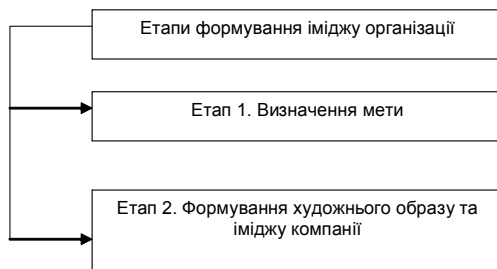 Етапи формування іміджу організації
Етап 1. Визначення мети
Етап 2. Формування художнього образу та
іміджу компанії